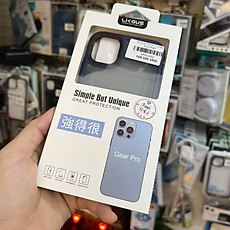 LIKGUS
Simple But Unique
GREAT PROTECTION
強得很
Gear Pro